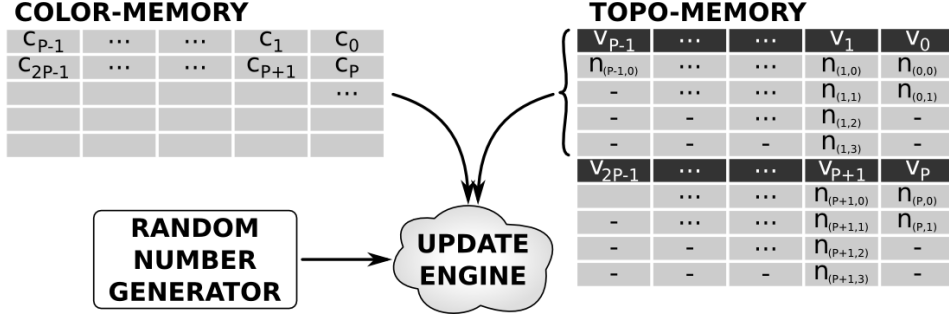 COLOR-MEMORY
c_{P-1} ... ... c_1 c_0
c_{2P-1} ... ... c_{P+1} c_P
...
TOPO-MEMORY
v_{P-1} ... ... v_1 v_0
n_{(P-1,0)} ... ... n_{(1,0)} n_{(0,0)}
- ... ... n_{(1,1)} n_{(0,1)}
- - ... n_{(1,2)} -
- - - n_{(1,3)} -
v_{2P-1} ... ... v_{P+1} v_P
... ... n_{(P+1,0)} n_{(P,0)}
- ... ... n_{(P+1,1)} n_{(P,1)}
- - ... n_{(P+1,2)} -
- - - n_{(P+1,3)} -
RANDOM
NUMBER
GENERATOR
UPDATE
ENGINE